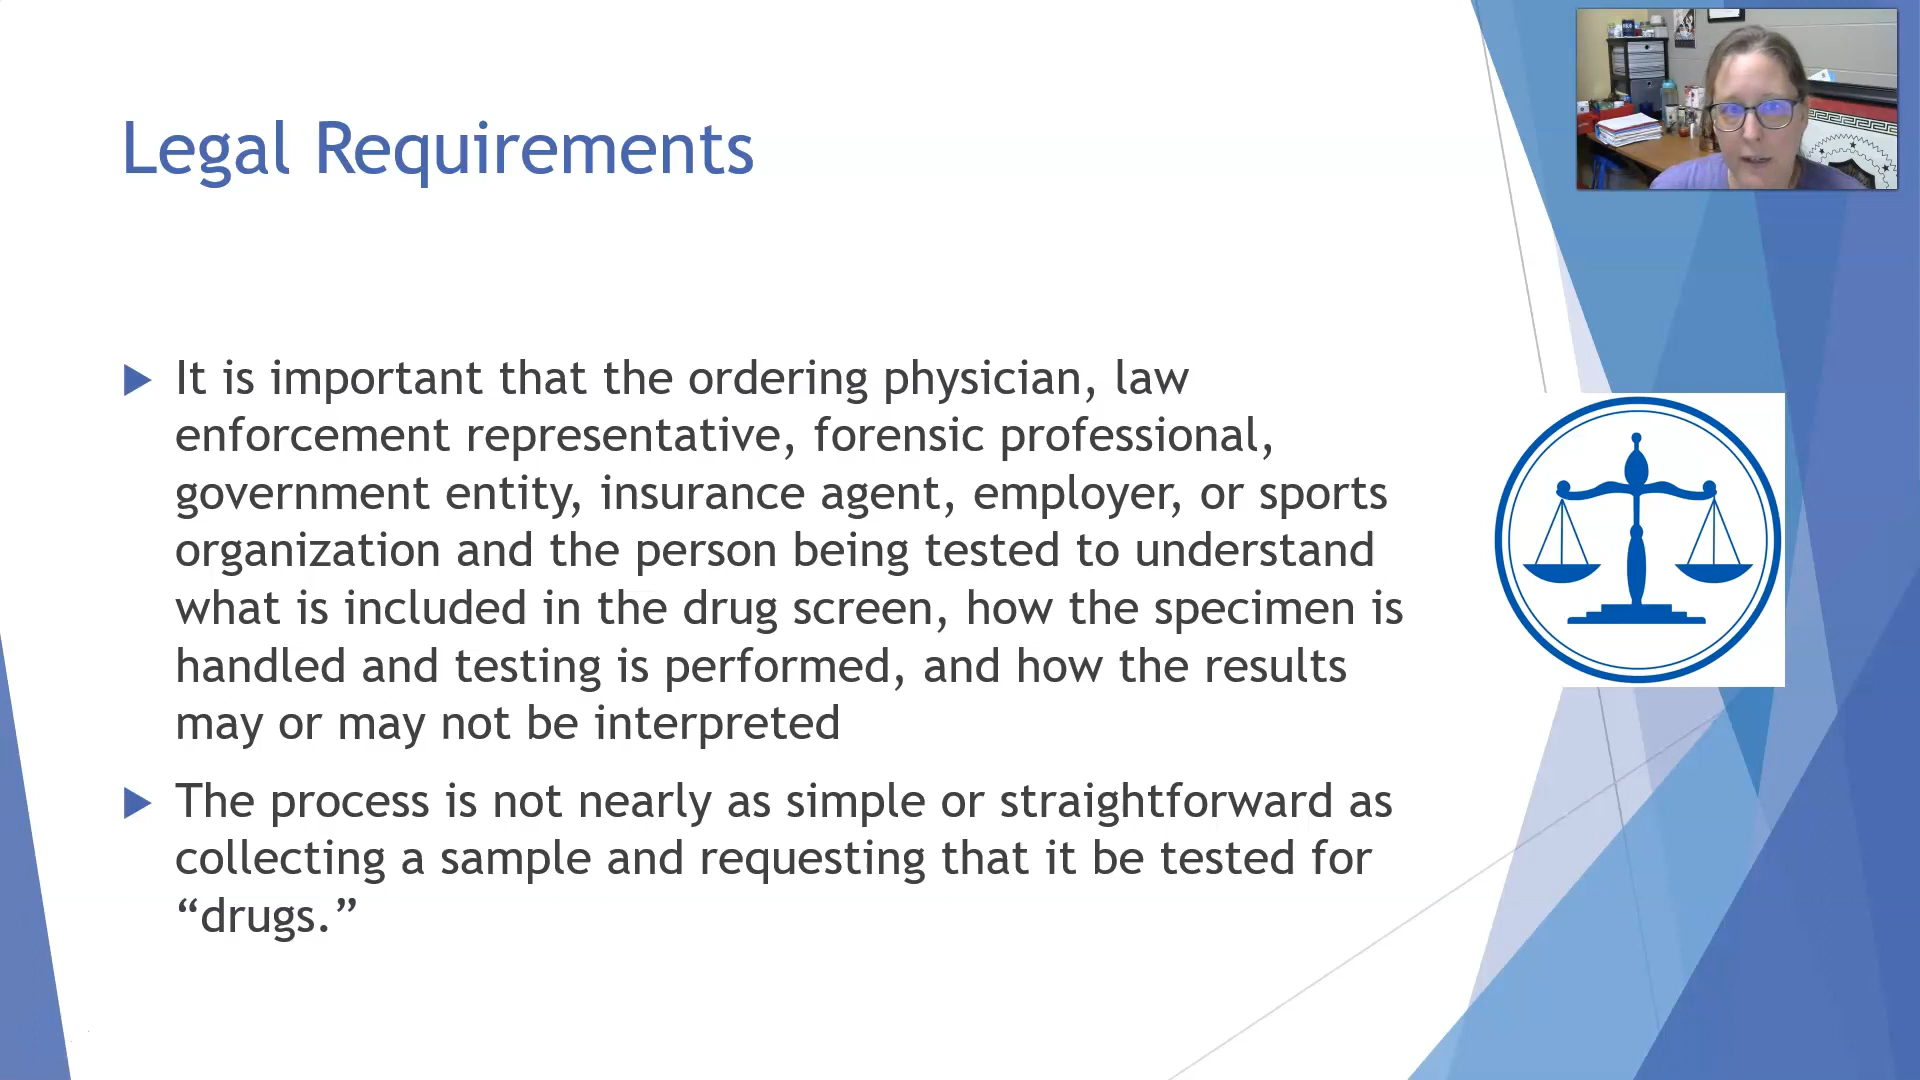 Legal Requirements
It is important that the ordering physician, law
enforcement representative, forensic professional,
government entity, insurance agent, employer, or sports
organization and the person being tested to understand
what is included in the drug screen, how the specimen is
handled and testing is performed, and how the results
may or may not be interpreted
The process is not nearly as simple or straightforward as
collecting a sample and requesting that it be tested for
“drugs.”